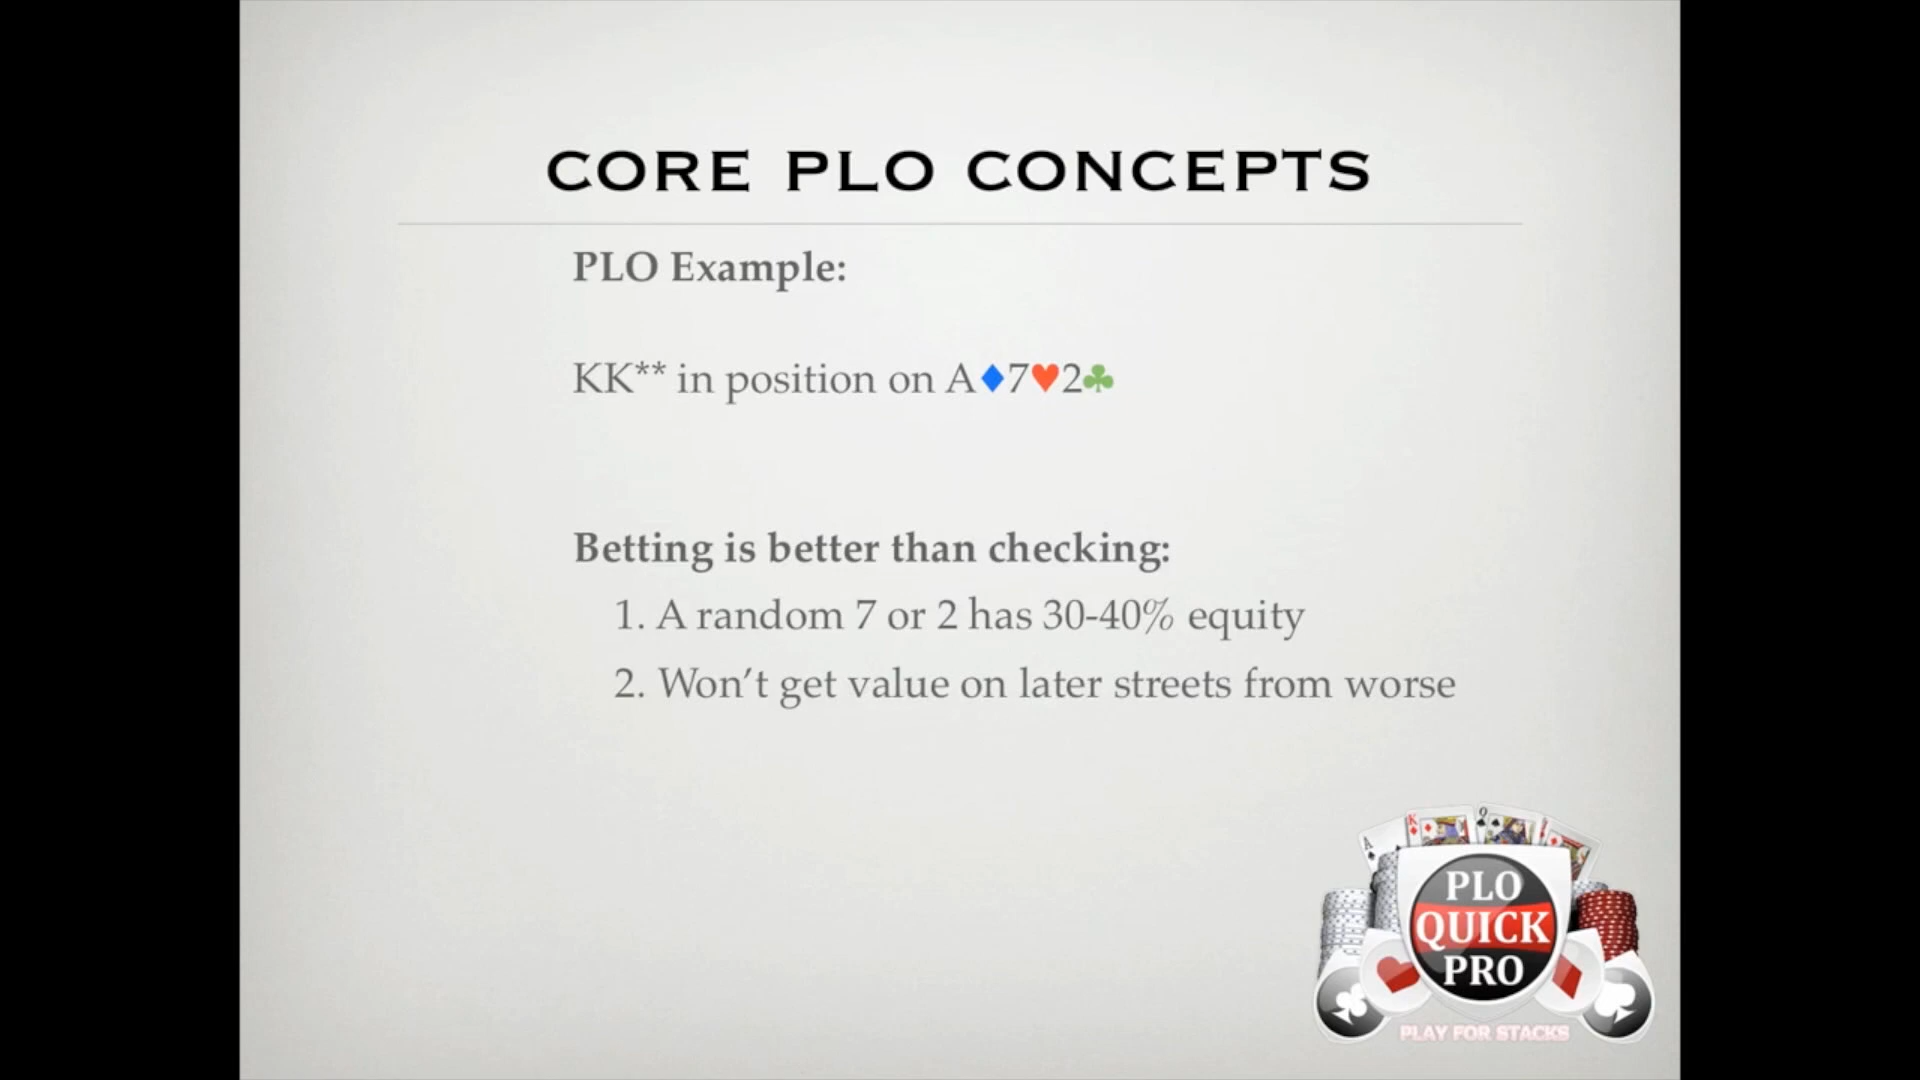 CORE PLO CONCEPTS
PLO Example:
KK** in position on A♦7♥2♣
Betting is better than checking:
1. A random 7 or 2 has 30-40% equity
2. Won’t get value on later streets from worse
A K Q
PLO
QUICK
PRO
PLAY FOR STACKS